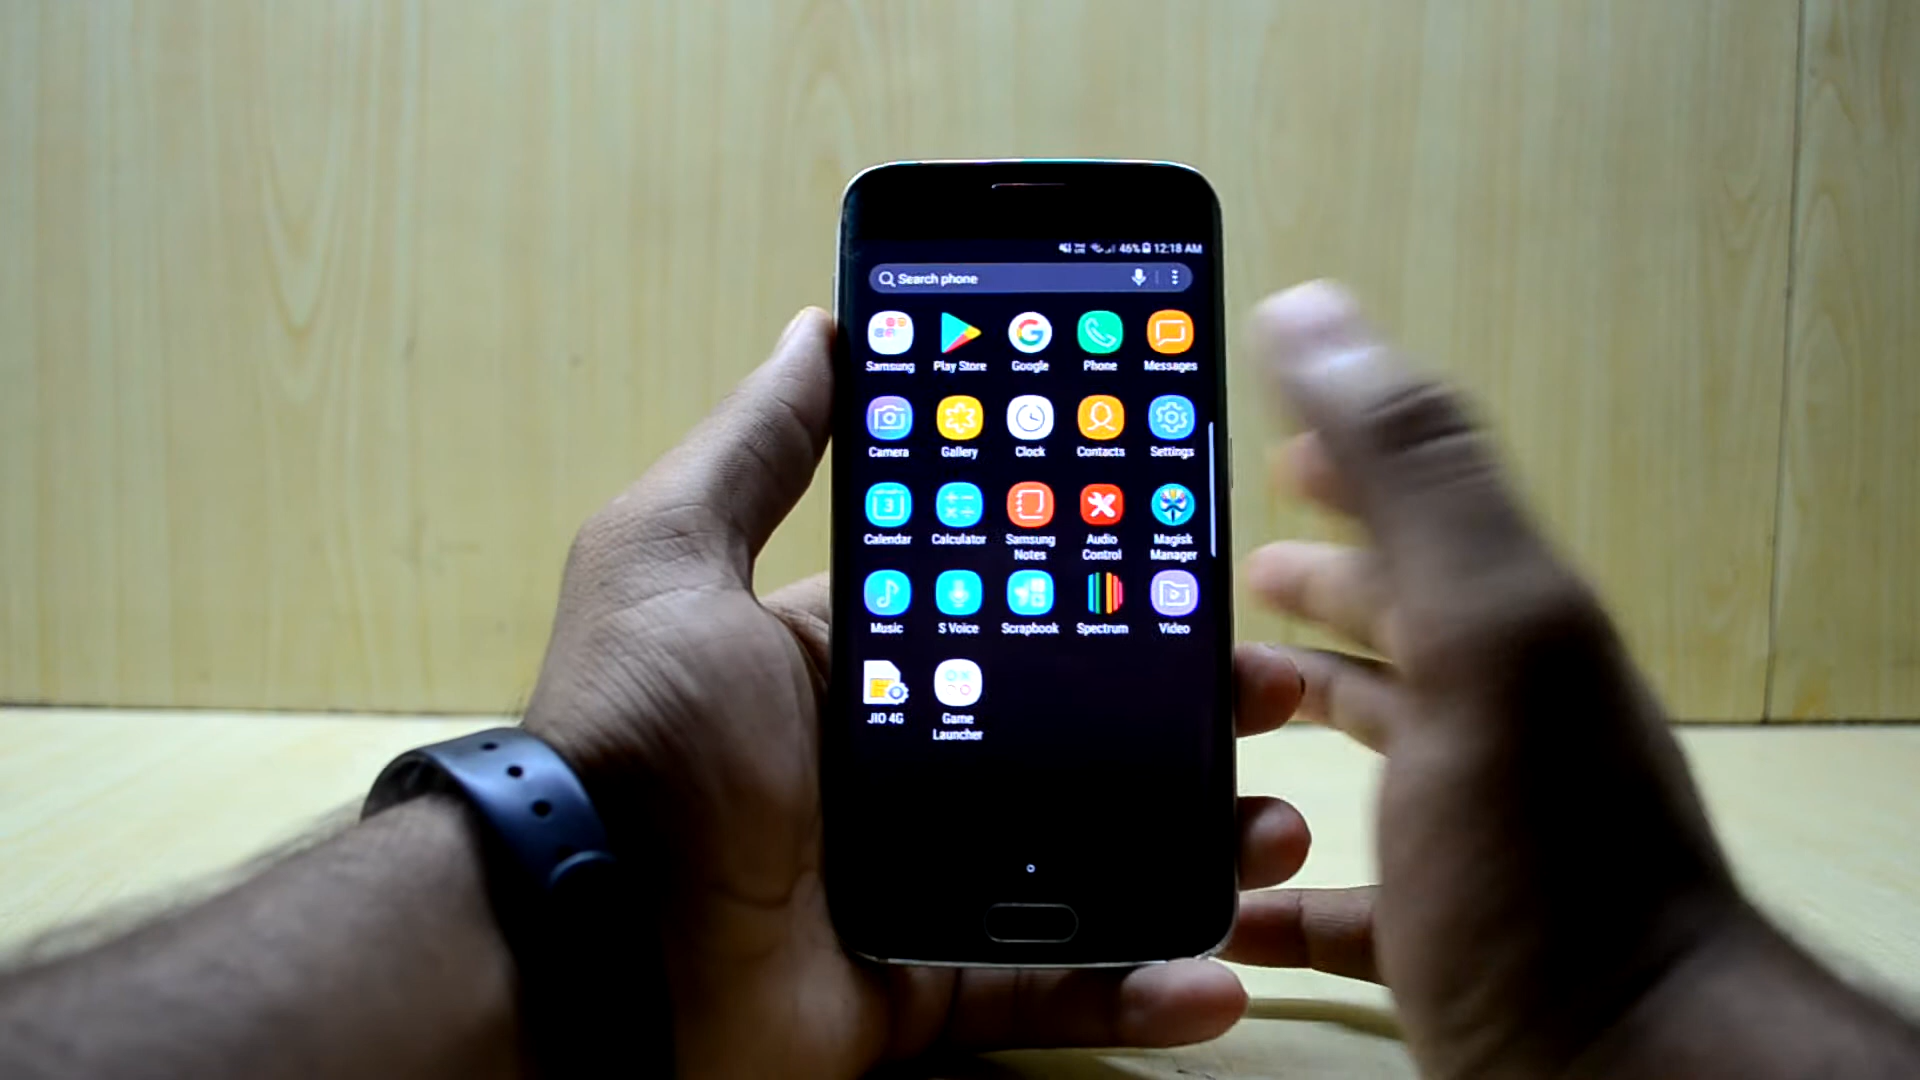 46% 12:18 AM
Search phone
Samsung Play Store Google Phone Messages
Camera Gallery Clock Contacts Settings
Calendar Calculator Samsung Notes Audio Control Magisk Manager
Music S Voice Scrapbook Spectrum Video
JIO 4G Game Launcher